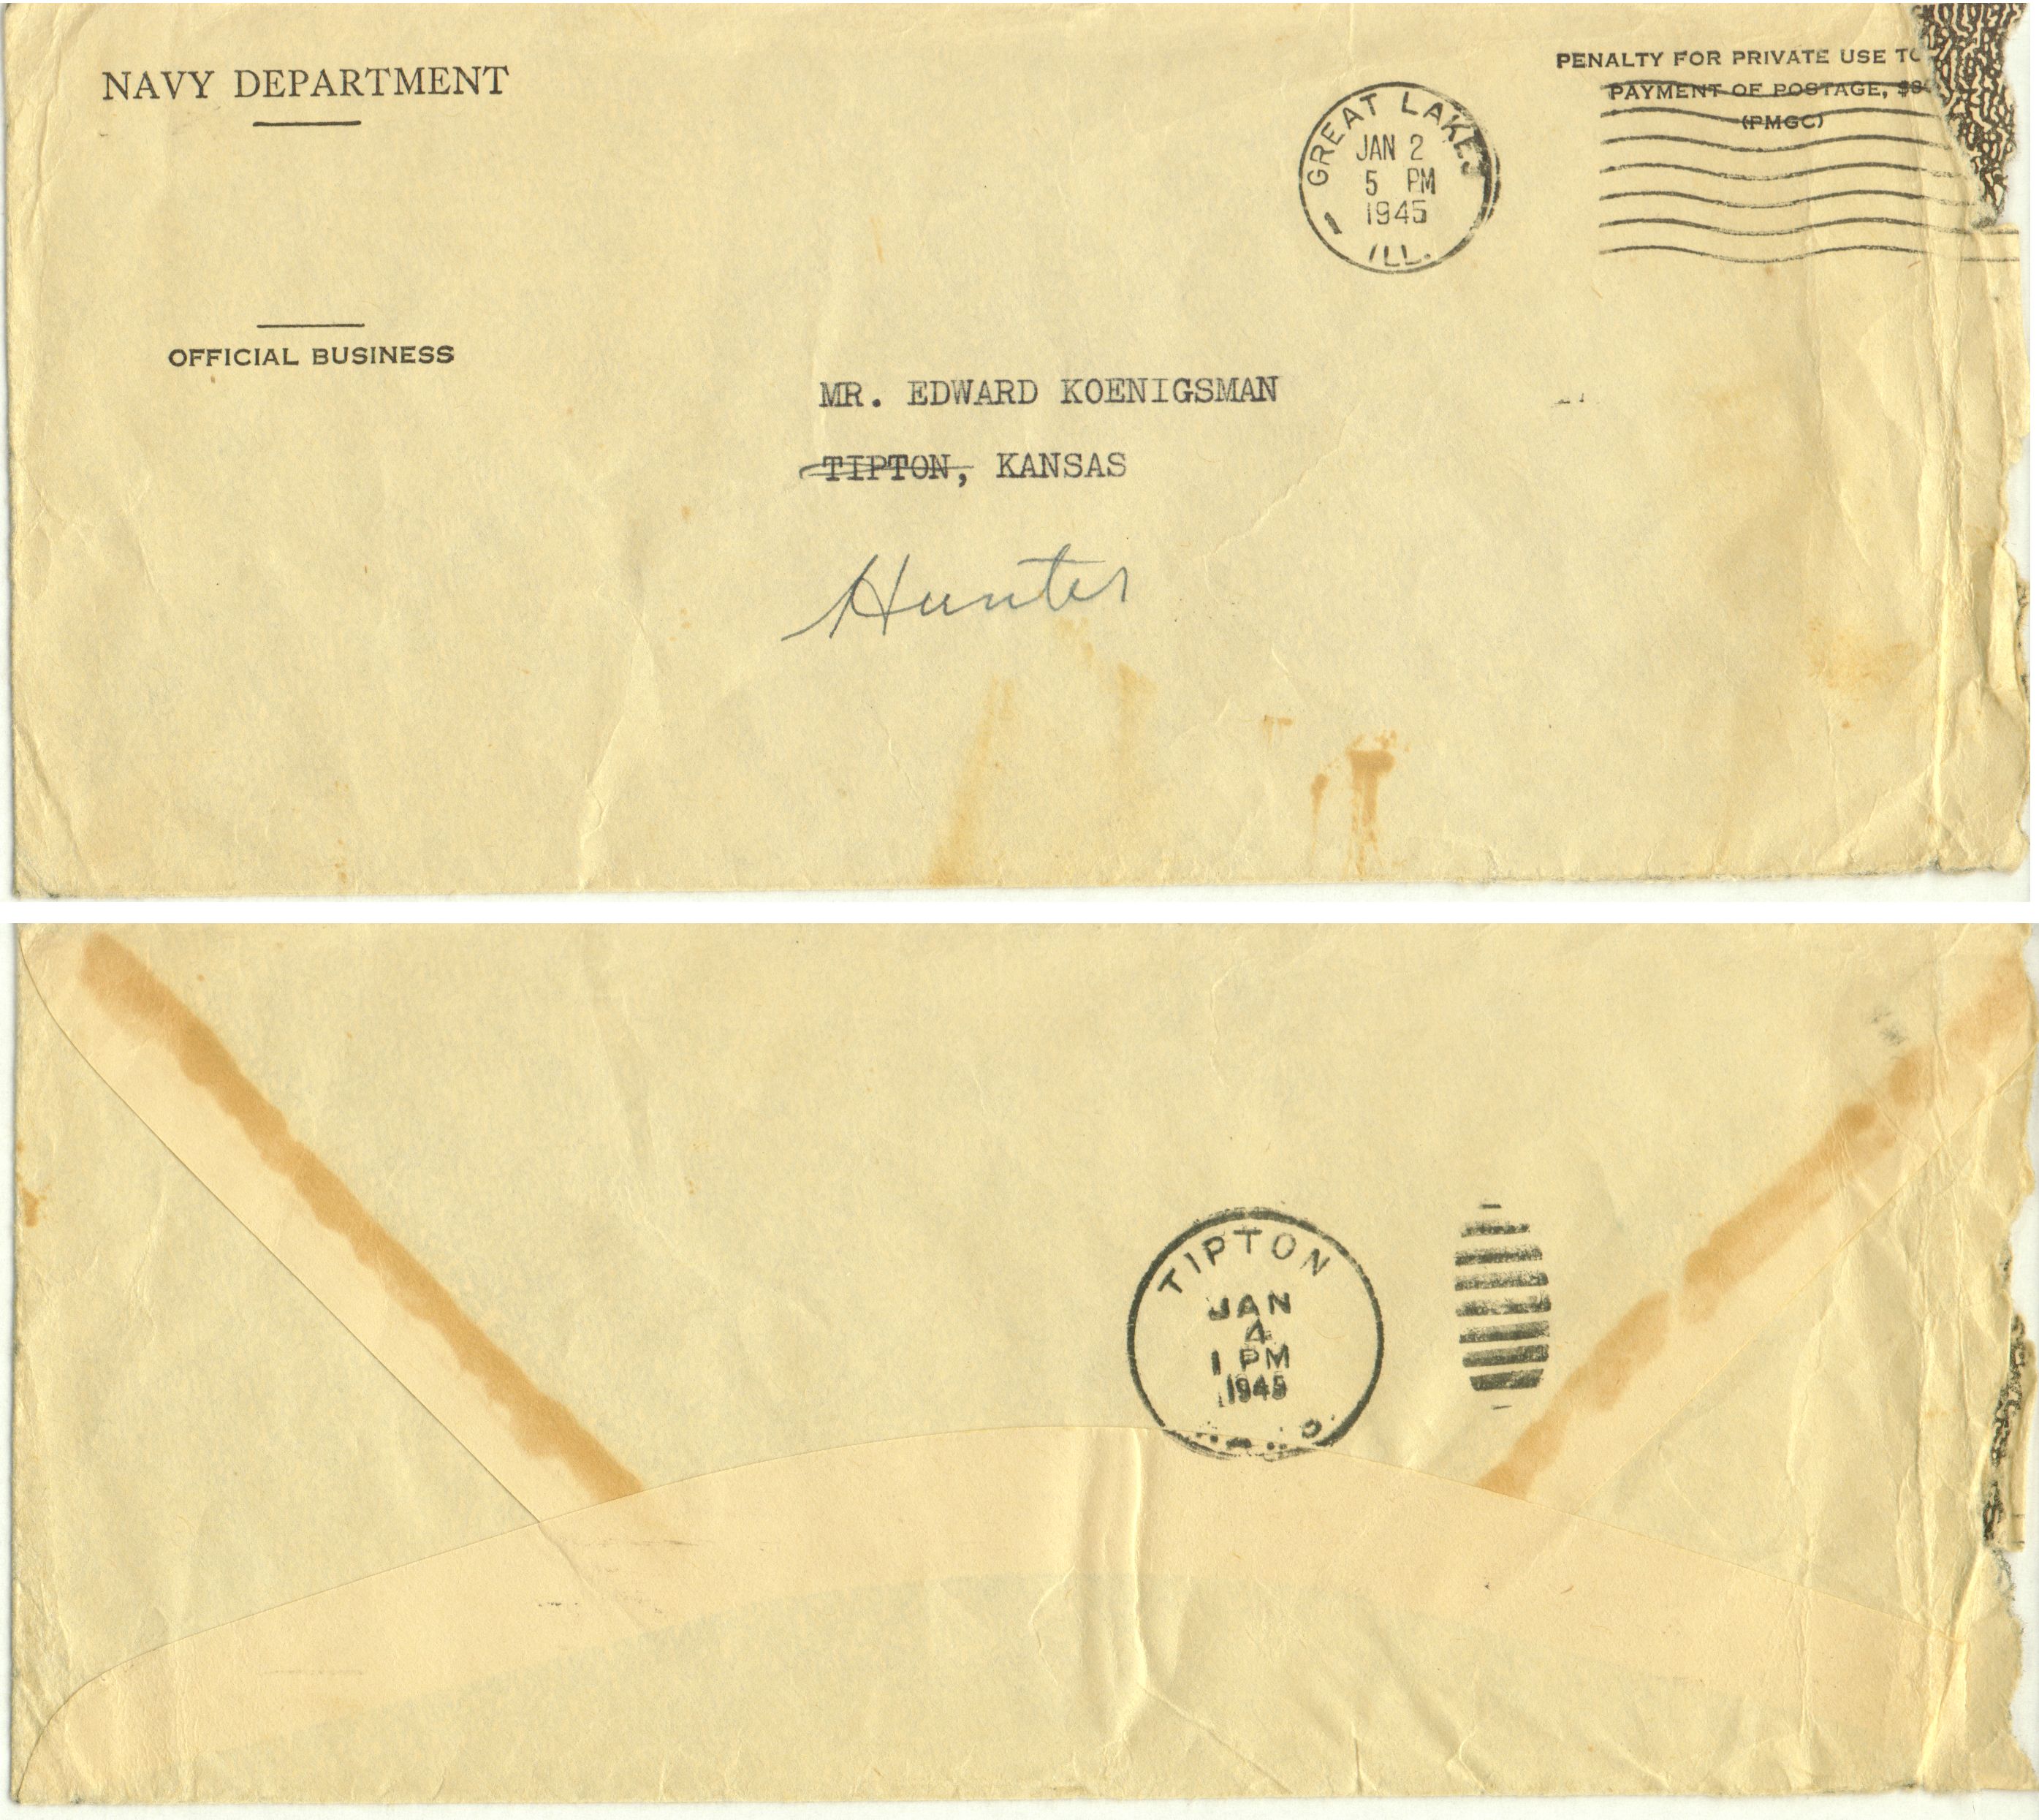 NAVY DEPARTMENT
PENALTY FOR PRIVATE USE TO
PAYMENT OF POSTAGE,
(PMGC)
GREAT LAKES
JAN 2
5 PM
1945
ILL.
OFFICIAL BUSINESS
MR. EDWARD KOENIGSMAN
TIPTON, KANSAS
Hunter
TIPTON
JAN
4
1 PM
1945